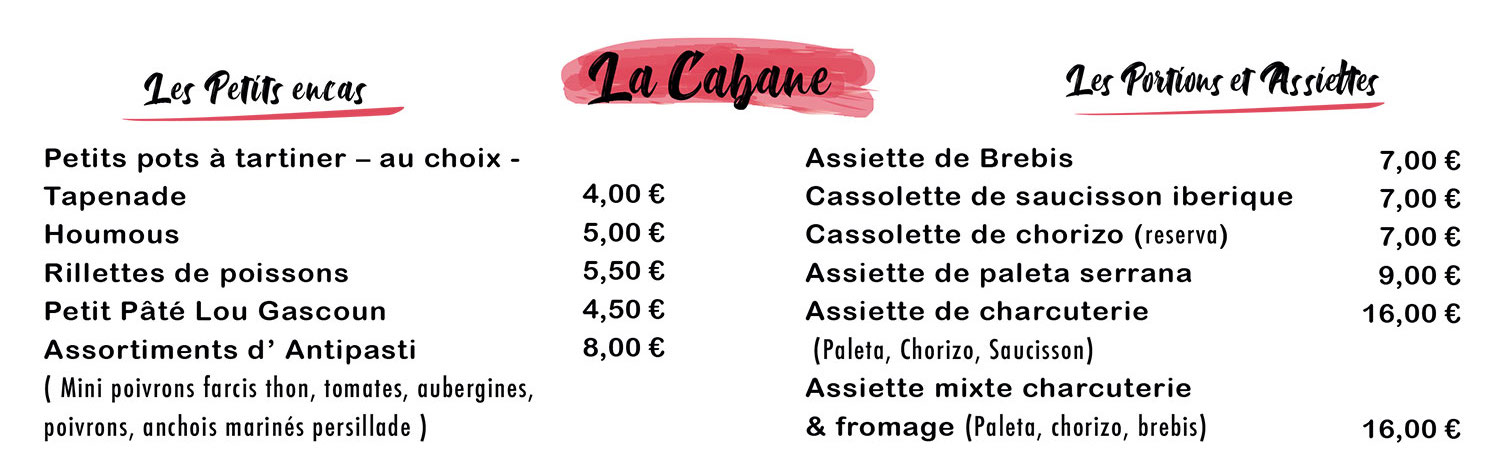 La Cabane
Les Petits encas
Petits pots à tartiner – au choix -
Tapenade 4,00 €
Houmous 5,00 €
Rillettes de poissons 5,50 €
Petit Pâté Lou Gascoun 4,50 €
Assortiments d’ Antipasti 8,00 €
( Mini poivrons farcis thon, tomates, aubergines,
poivrons, anchois marinés persillade )
Les Portions et Assiettes
Assiette de Brebis 7,00 €
Cassolette de saucisson iberique 7,00 €
Cassolette de chorizo (reserva) 7,00 €
Assiette de paleta serrana 9,00 €
Assiette de charcuterie 16,00 €
(Paleta, Chorizo, Saucisson)
Assiette mixte charcuterie
& fromage (Paleta, chorizo, brebis) 16,00 €